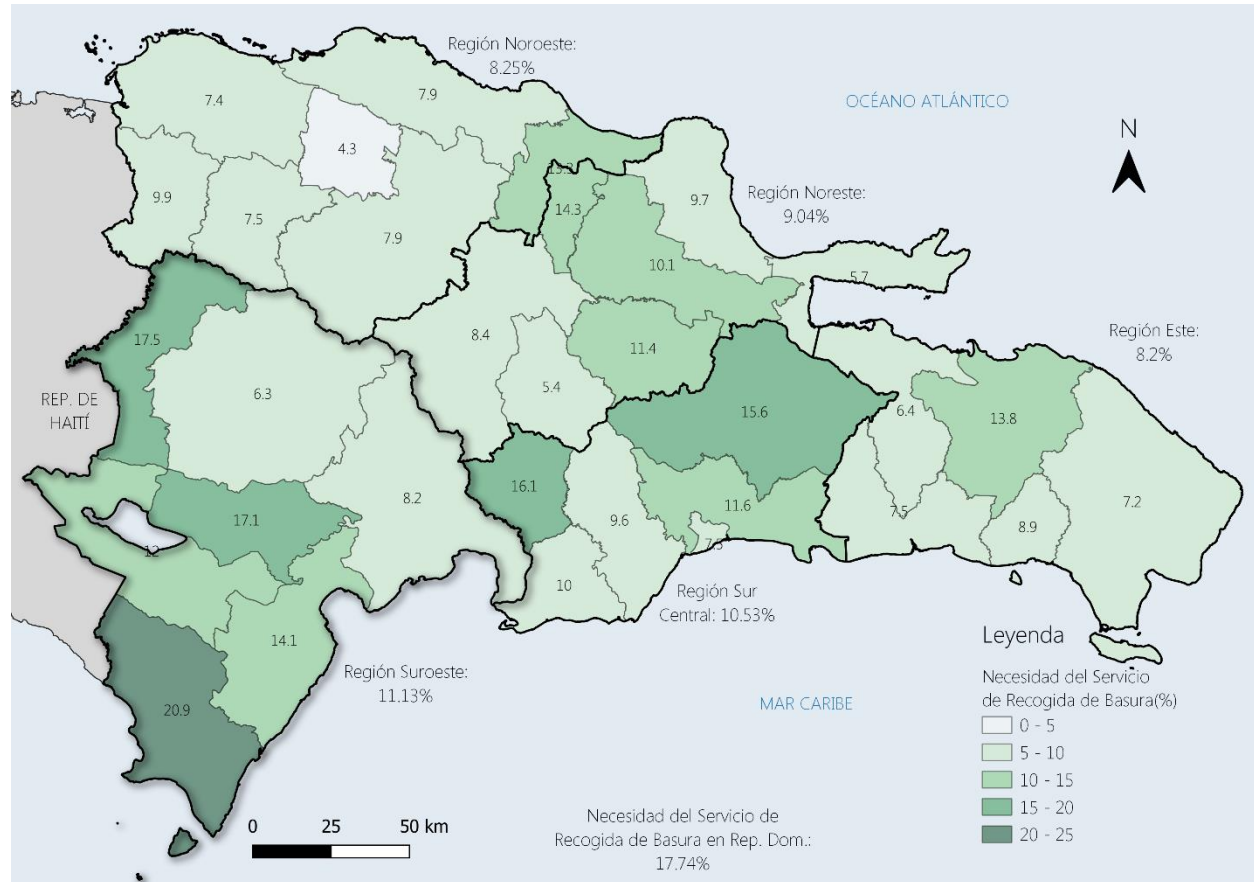 Región Noroeste:
8.25%
OCÉANO ATLÁNTICO
N
7.4
7.9
4.3
9.9
7.5
7.9
14.3
9.7
Región Noreste:
9.04%
10.1
5.7
17.5
8.4
11.4
Región Este:
8.2%
REP. DE
HAITÍ
6.3
5.4
15.6
6.4
13.8
8.2
16.1
17.1
9.6
11.6
7.5
8.9
7.2
12
10
Región Sur
Central: 10.53%
14.1
Región Suroeste:
11.13%
20.9
MAR CARIBE
Leyenda
Necesidad del Servicio
de Recogida de Basura(%)
0 - 5
5 - 10
10 - 15
15 - 20
20 - 25
0 25 50 km
Necesidad del Servicio de
Recogida de Basura en Rep. Dom.:
17.74%